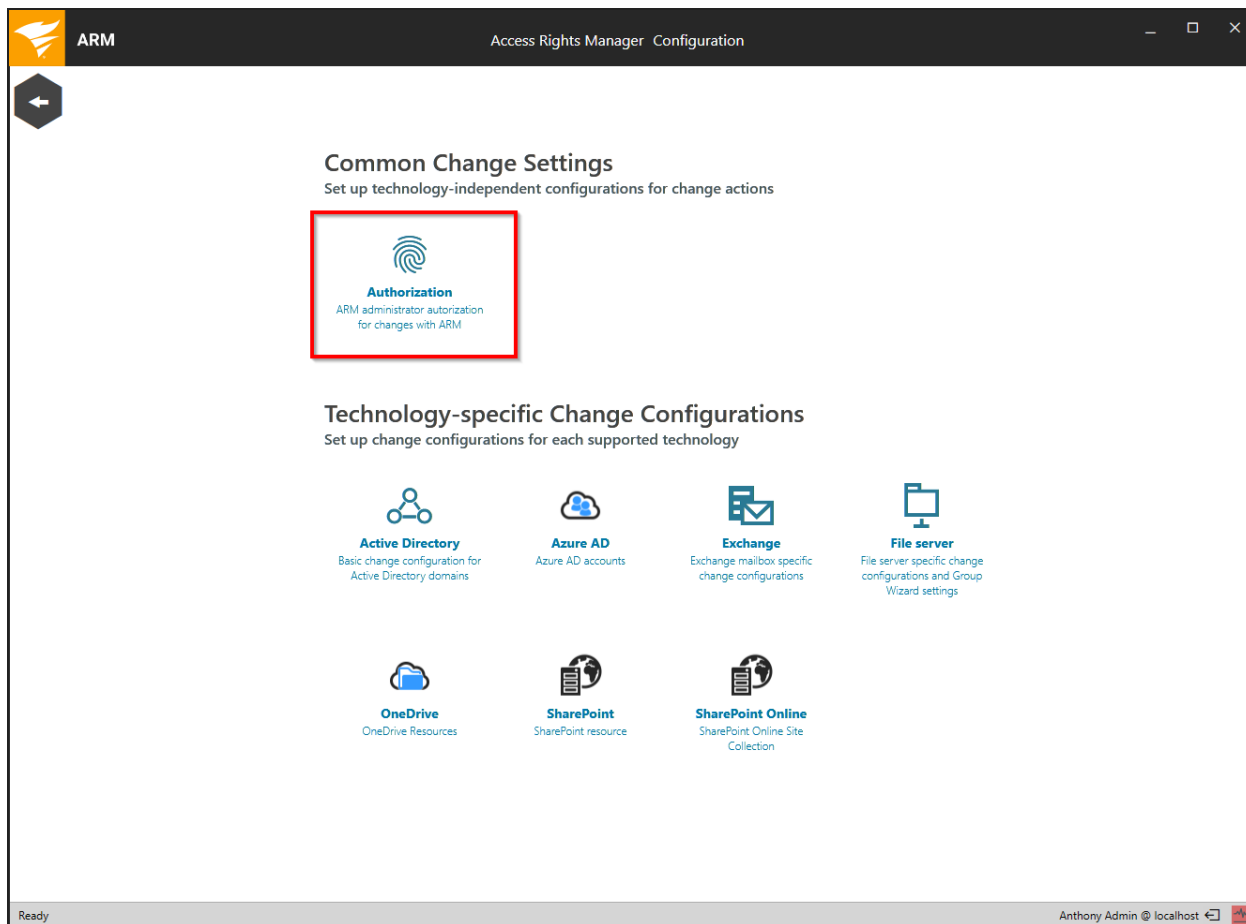 ARM
Access Rights Manager Configuration
Common Change Settings
Set up technology-independent configurations for change actions
Authorization
ARM administrator autorization
for changes with ARM
Technology-specific Change Configurations
Set up change configurations for each supported technology
Active Directory
Basic change configuration for
Active Directory domains
Azure AD
Azure AD accounts
Exchange
Exchange mailbox specific
change configurations
File server
File server specific change
configurations and Group
Wizard settings
OneDrive
OneDrive Resources
SharePoint
SharePoint resource
SharePoint Online
SharePoint Online Site
Collection
Ready
Anthony Admin @ localhost